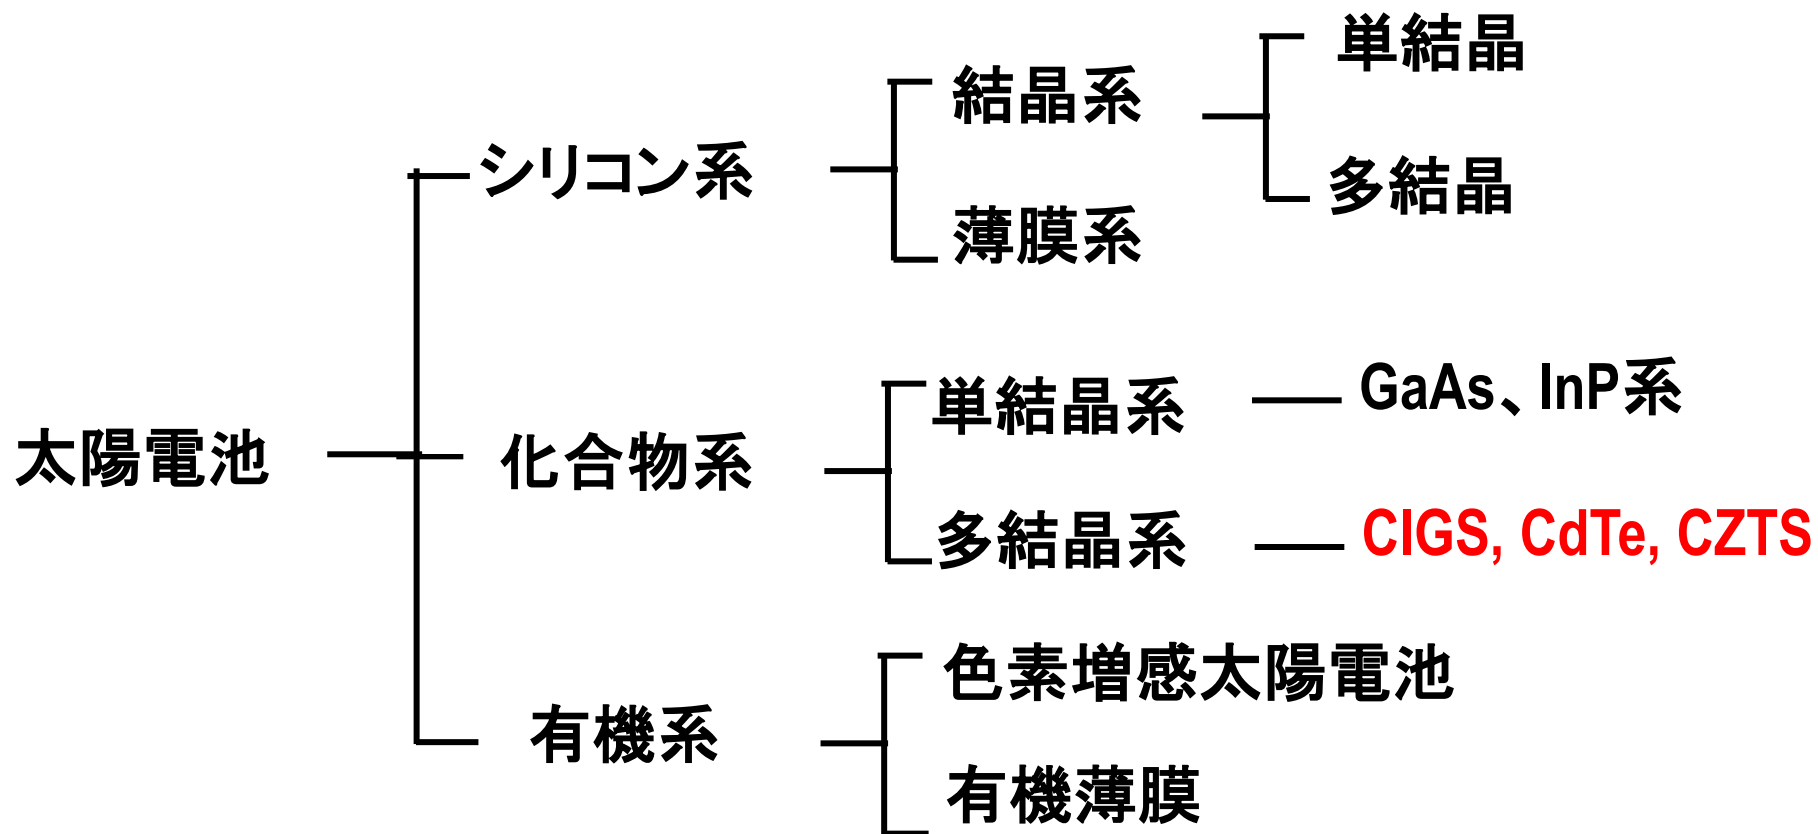 太陽電池
シリコン系
結晶系
単結晶
多結晶
薄膜系
化合物系
単結晶系
GaAs、InP系
多結晶系
CIGS, CdTe, CZTS
有機系
色素増感太陽電池
有機薄膜